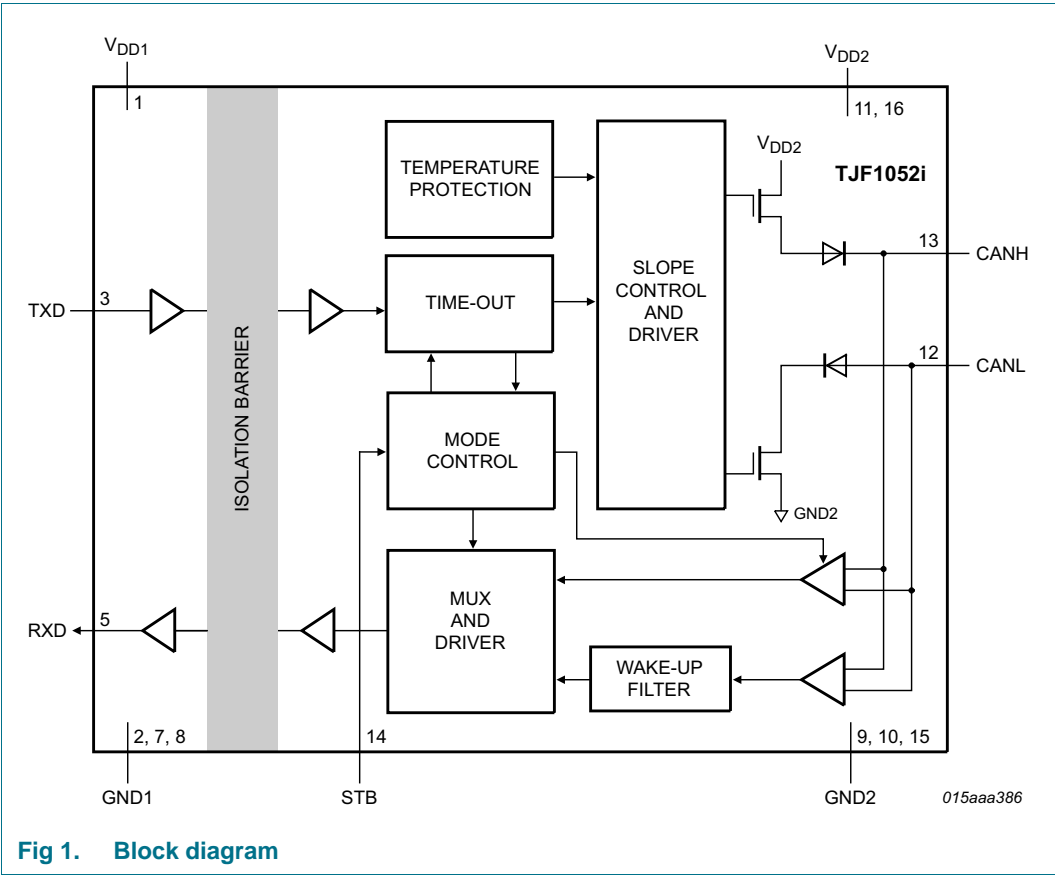 VDD1
VDD2
1
11, 16
VDD2
TJF1052i
TEMPERATURE
PROTECTION
SLOPE
CONTROL
AND
DRIVER
13
CANH
TXD
3
TIME-OUT
ISOLATION BARRIER
12
CANL
MODE
CONTROL
GND2
MUX
AND
DRIVER
RXD
5
WAKE-UP
FILTER
2, 7, 8
14
9, 10, 15
GND1
STB
GND2
015aaa386
Fig 1. Block diagram